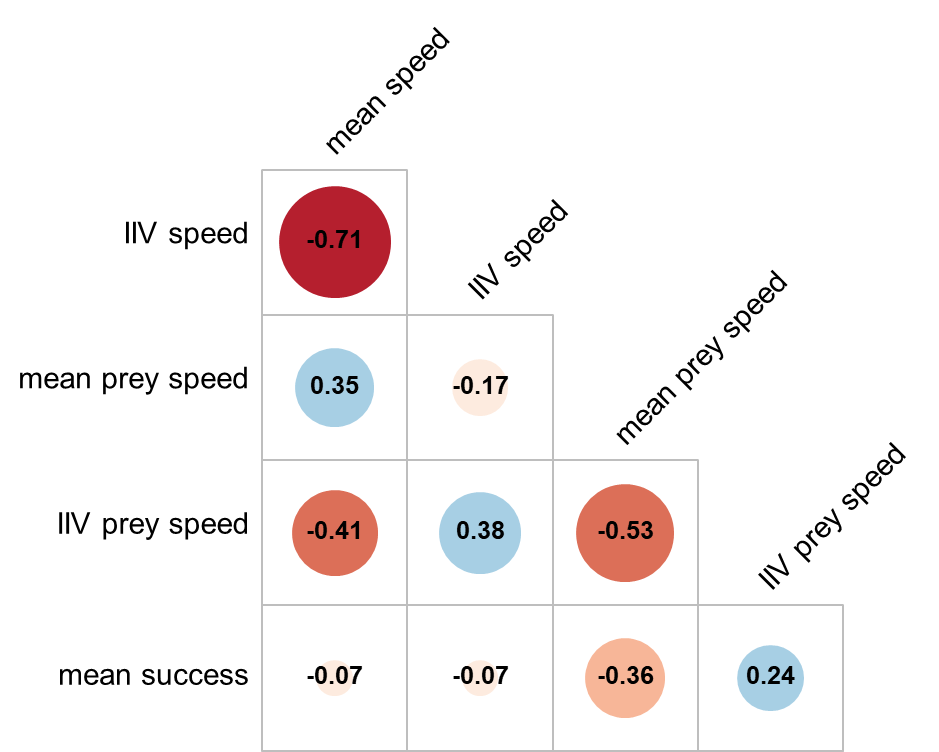 mean speed
IIV speed
-0.71
IIV speed
mean prey speed
0.35
-0.17
mean prey speed
IIV prey speed
-0.41
0.38
-0.53
IIV prey speed
mean success
-0.07
-0.07
-0.36
0.24